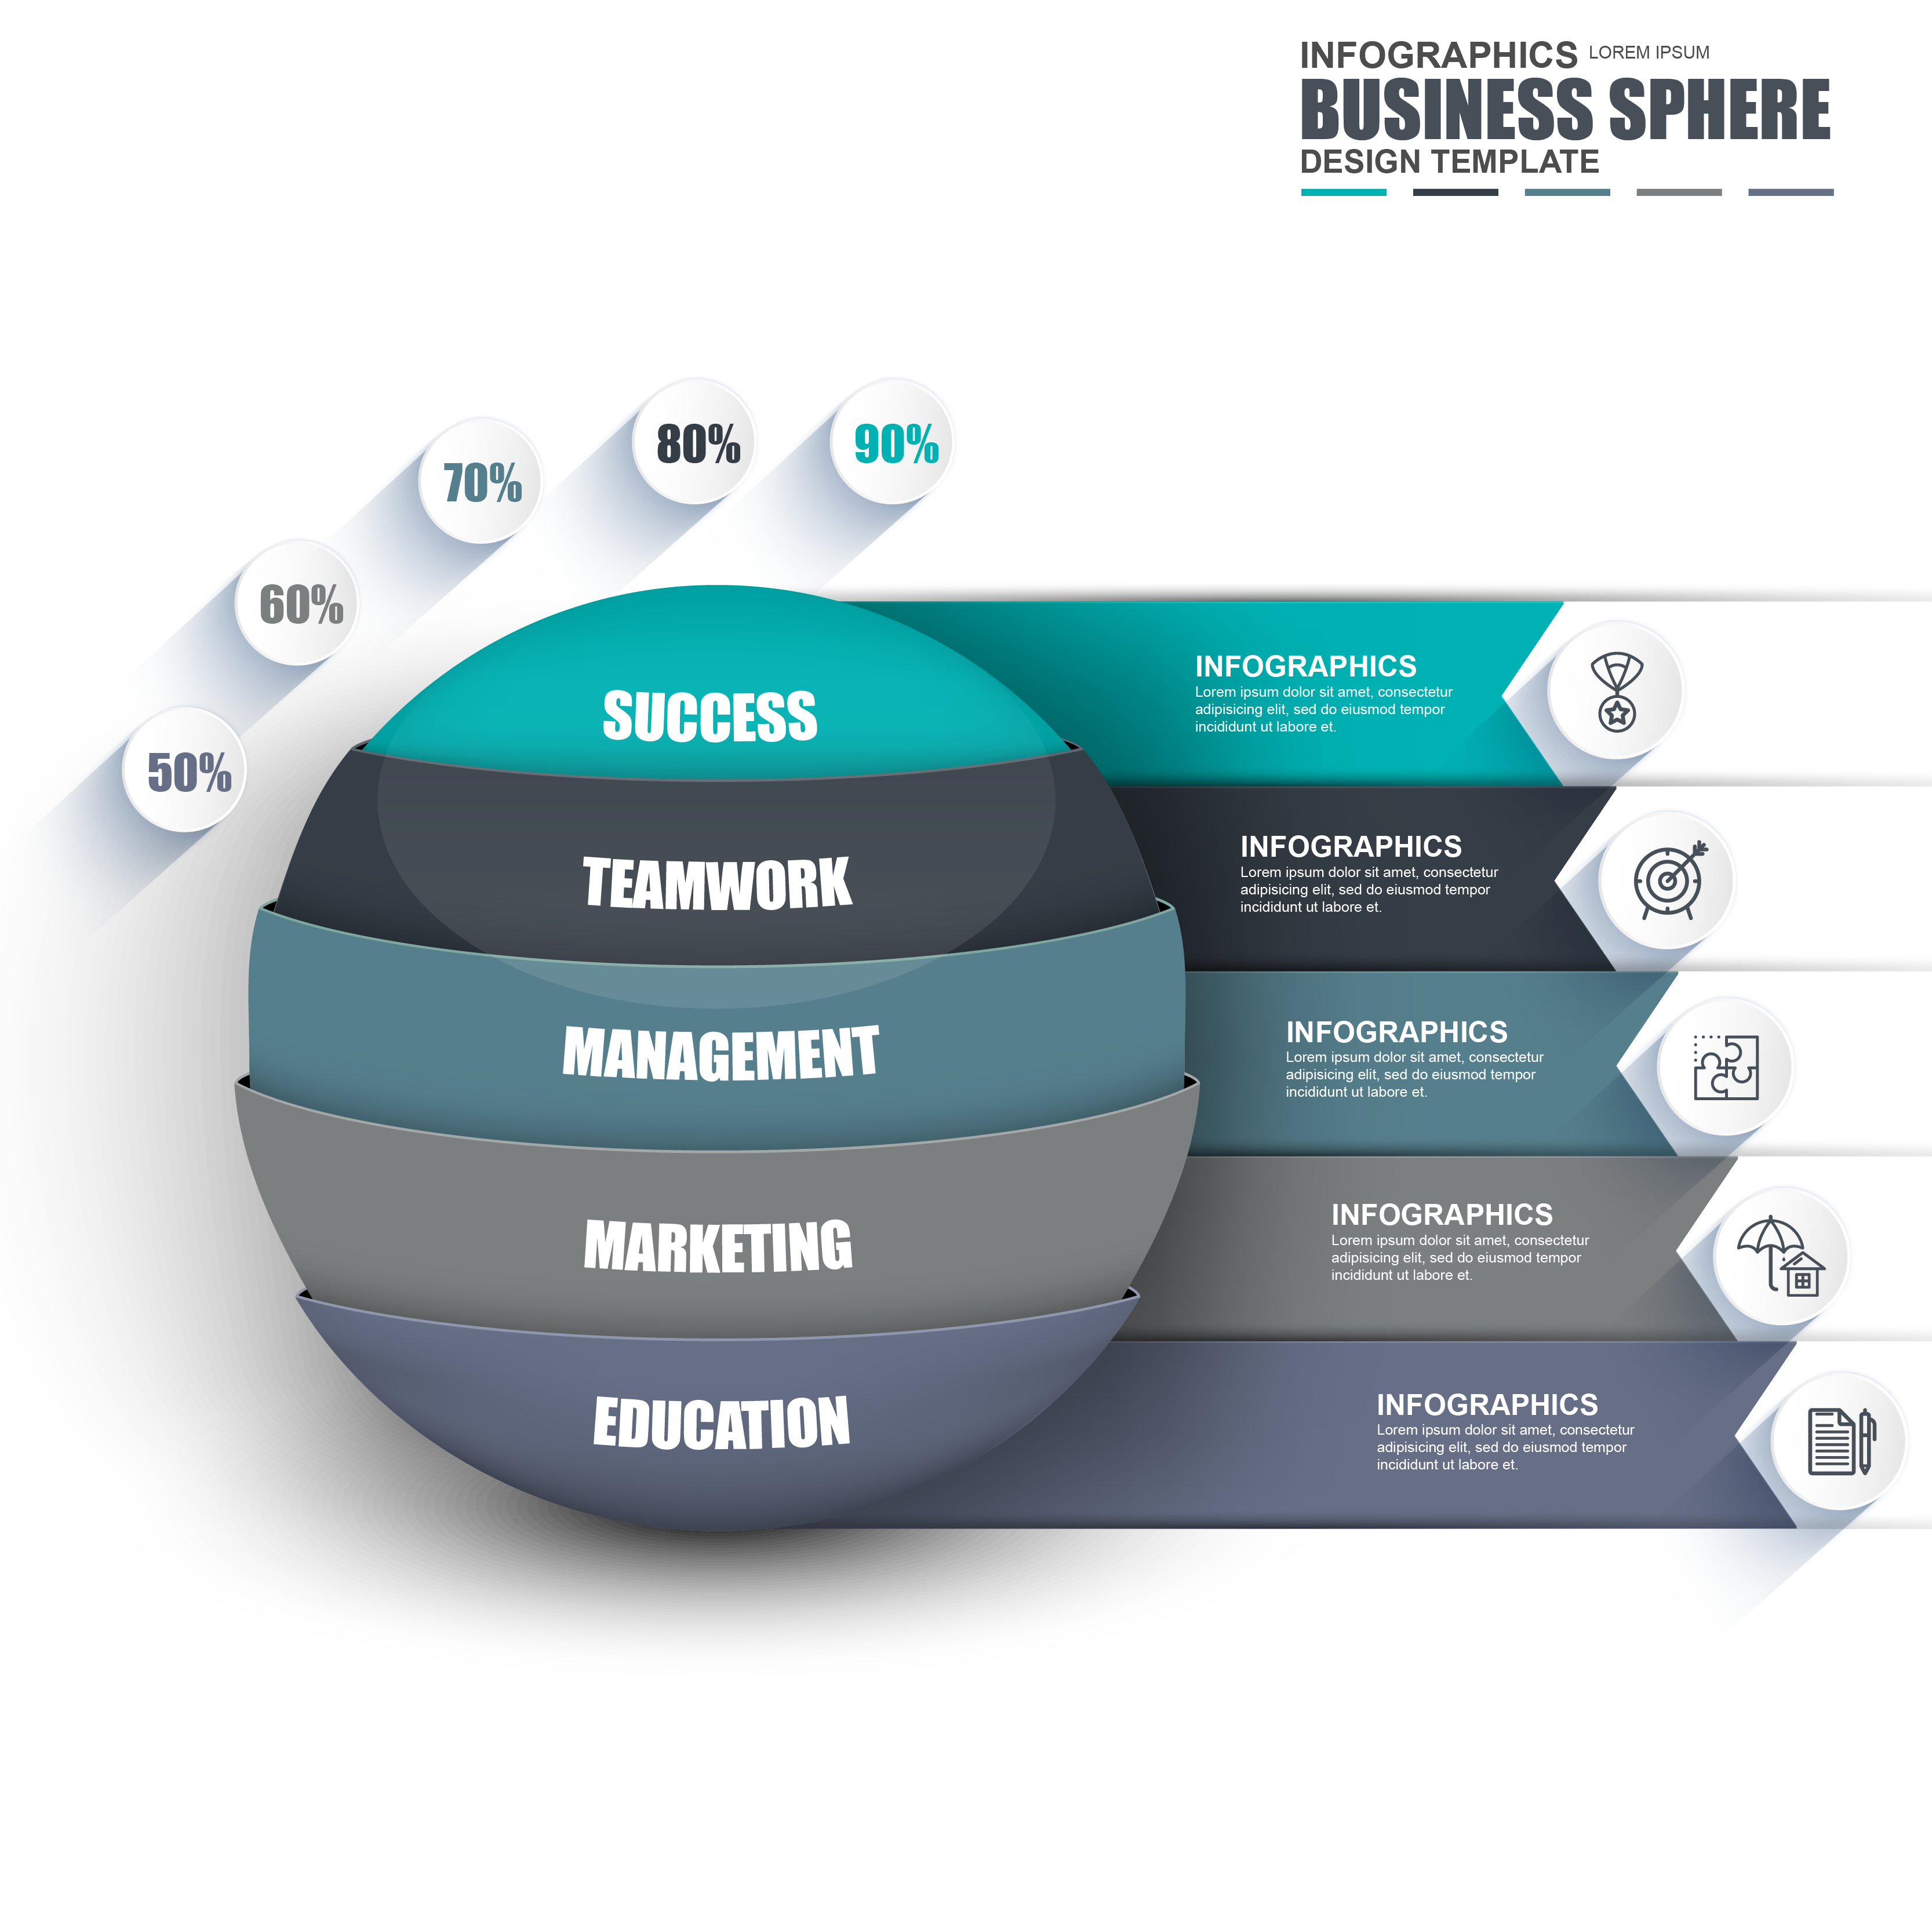 INFOGRAPHICS LOREM IPSUM
BUSINESS SPHERE
DESIGN TEMPLATE
90%
80%
70%
60%
50%
SUCCESS
INFOGRAPHICS
Lorem ipsum dolor sit amet, consectetur
adipisicing elit, sed do eiusmod tempor
incididunt ut labore et.
TEAMWORK
INFOGRAPHICS
Lorem ipsum dolor sit amet, consectetur
adipisicing elit, sed do eiusmod tempor
incididunt ut labore et.
MANAGEMENT
INFOGRAPHICS
Lorem ipsum dolor sit amet, consectetur
adipisicing elit, sed do eiusmod tempor
incididunt ut labore et.
MARKETING
INFOGRAPHICS
Lorem ipsum dolor sit amet, consectetur
adipisicing elit, sed do eiusmod tempor
incididunt ut labore et.
EDUCATION
INFOGRAPHICS
Lorem ipsum dolor sit amet, consectetur
adipisicing elit, sed do eiusmod tempor
incididunt ut labore et.